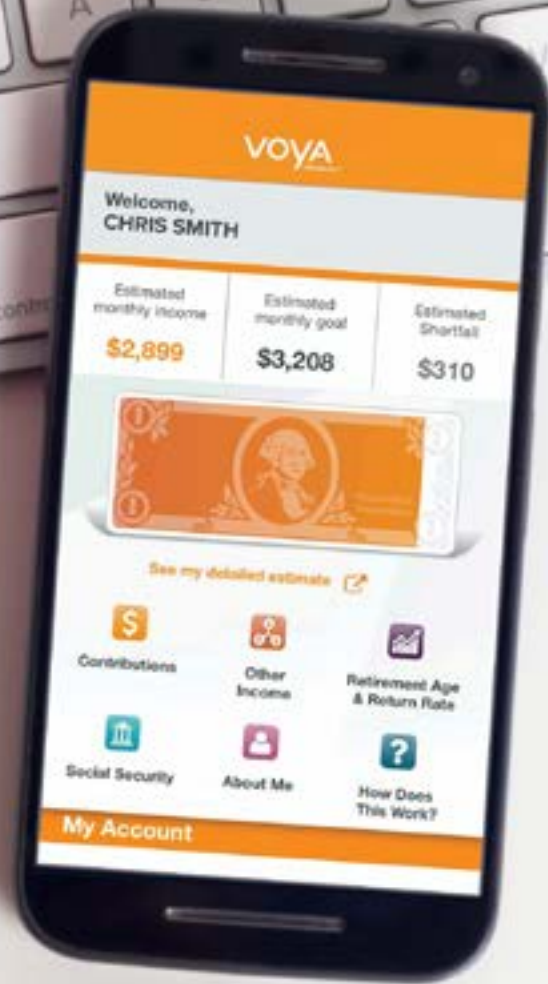 A
control
VOYA
Welcome,
CHRIS SMITH
Estimated
monthly income
$2,899
Estimated
monthly goal
$3,208
Estimated
Shortfall
$310
See my detailed estimate
$
Contributions
Other
Income
Retirement Age
& Return Rate
Social Security
About Me
?
How Does
This Work?
My Account